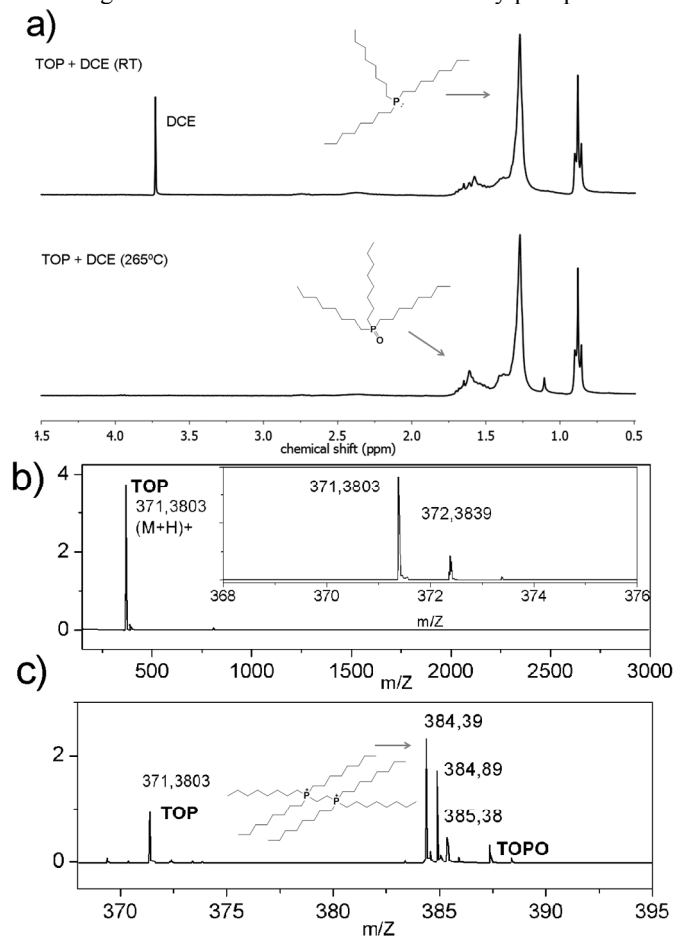 a)
TOP + DCE (RT)
DCE
P
TOP + DCE (265ºC)
P
O
4.5 4.0 3.5 3.0 2.5 2.0 1.5 1.0 0.5
chemical shift (ppm)
b)
4
2
0
TOP
371,3803
(M+H)+
371,3803
372,3839
368 370 372 374 376
m/Z
500 1000 1500 2000 2500 3000
m/Z
c)
2
0
371,3803
TOP
P+
P+
384,39
384,89
385,38
TOPO
370 375 380 385 390 395
m/Z